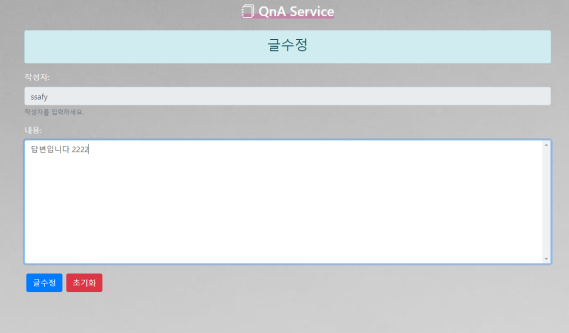 QnA Service
글수정
작성자:
ssafy
작성자를 입력하세요.
내용:
답변입니다 2222
글수정 초기화